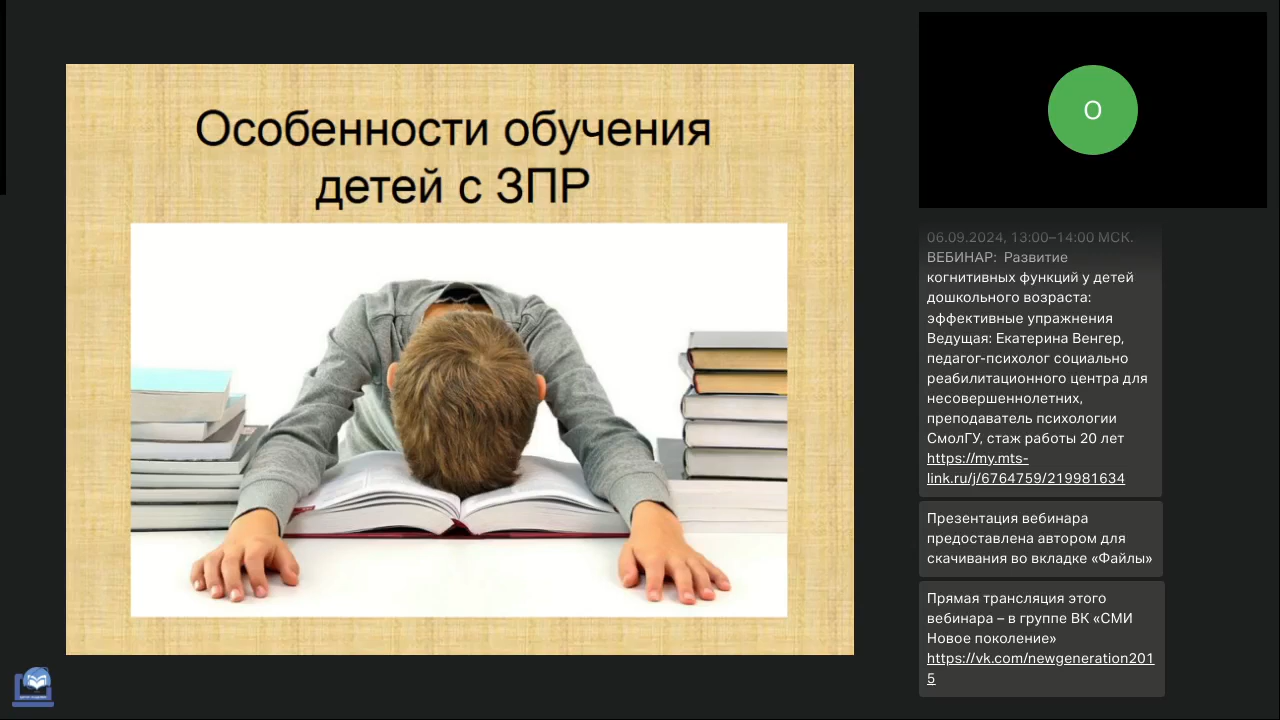 Особенности обучения
детей с ЗПР
О
06.09.2024, 13:00–14:00 МСК.
ВЕБИНАР:  Развитие
когнитивных функций у детей
дошкольного возраста:
эффективные упражнения
Ведущая: Екатерина Венгер,
педагог-психолог социально
реабилитационного центра для
несовершеннолетних,
преподаватель психологии
СмолГУ, стаж работы 20 лет
https://my.mts-
link.ru/j/6764759/219981634
Презентация вебинара
предоставлена автором для
скачивания во вкладке «Файлы»
Прямая трансляция этого
вебинара – в группе ВК «СМИ
Новое поколение»
https://vk.com/newgeneration201
5